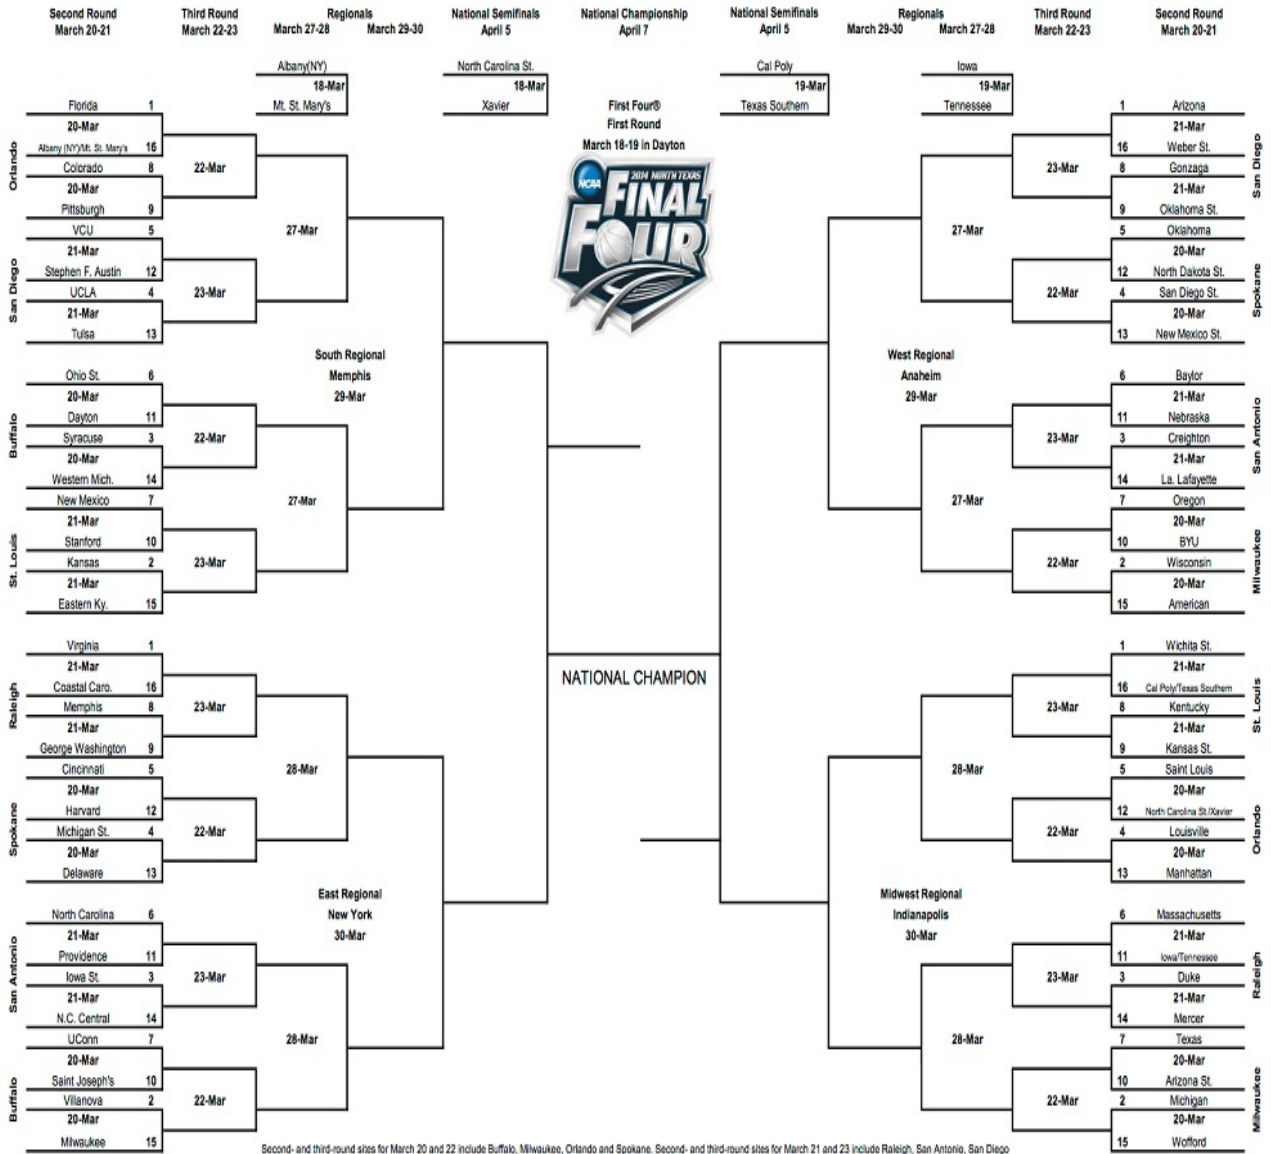 Second Round
March 20-21
Third Round
March 22-23
Regionals
March 27-28 March 29-30
National Semifinals
April 5
National Championship
April 7
National Semifinals
April 5
Regionals
March 29-30 March 27-28
Third Round
March 22-23
Second Round
March 20-21
Albany(NY)
18-Mar
Mt. St. Mary's
North Carolina St.
18-Mar
Xavier
First Four®
First Round
March 18-19 in Dayton
NCAA
2014 NORTH TEXAS
FINAL
FOUR
Cal Poly
19-Mar
Texas Southern
Iowa
19-Mar
Tennessee
Orlando
Florida 1
20-Mar
Albany (NY)/Mt. St. Mary's 16
22-Mar
Colorado 8
20-Mar
Pittsburgh 9
27-Mar
San Diego
VCU 5
21-Mar
Stephen F. Austin 12
23-Mar
UCLA 4
21-Mar
Tulsa 13
South Regional
Memphis
29-Mar
Buffalo
Ohio St. 6
20-Mar
Dayton 11
22-Mar
Syracuse 3
20-Mar
Western Mich. 14
27-Mar
St. Louis
New Mexico 7
21-Mar
Stanford 10
23-Mar
Kansas 2
21-Mar
Eastern Ky. 15
Raleigh
Virginia 1
21-Mar
Coastal Caro. 16
23-Mar
Memphis 8
21-Mar
George Washington 9
28-Mar
Spokane
Cincinnati 5
20-Mar
Harvard 12
22-Mar
Michigan St. 4
20-Mar
Delaware 13
East Regional
New York
30-Mar
San Antonio
North Carolina 6
21-Mar
Providence 11
23-Mar
Iowa St. 3
21-Mar
N.C. Central 14
28-Mar
Buffalo
UConn 7
20-Mar
Saint Joseph's 10
22-Mar
Villanova 2
20-Mar
Milwaukee 15
NATIONAL CHAMPION
1 Arizona
21-Mar
16 Weber St.
San Diego
23-Mar
8 Gonzaga
21-Mar
9 Oklahoma St.
27-Mar
5 Oklahoma
20-Mar
12 North Dakota St.
Spokane
22-Mar
4 San Diego St.
20-Mar
13 New Mexico St.
West Regional
Anaheim
29-Mar
6 Baylor
21-Mar
11 Nebraska
San Antonio
23-Mar
3 Creighton
21-Mar
14 La. Lafayette
27-Mar
7 Oregon
20-Mar
10 BYU
Milwaukee
22-Mar
2 Wisconsin
20-Mar
15 American
1 Wichita St.
21-Mar
16 Cal Poly/Texas Southern
St. Louis
23-Mar
8 Kentucky
21-Mar
9 Kansas St.
28-Mar
5 Saint Louis
20-Mar
12 North Carolina St./Xavier
Orlando
22-Mar
4 Louisville
20-Mar
13 Manhattan
Midwest Regional
Indianapolis
30-Mar
6 Massachusetts
21-Mar
11 Iowa/Tennessee
Raleigh
23-Mar
3 Duke
21-Mar
14 Mercer
28-Mar
7 Texas
20-Mar
10 Arizona St.
Milwaukee
22-Mar
2 Michigan
20-Mar
15 Wofford
Second- and third-round sites for March 20 and 22 include Buffalo, Milwaukee, Orlando and Spokane. Second- and third-round sites for March 21 and 23 include Raleigh, San Antonio, San Diego